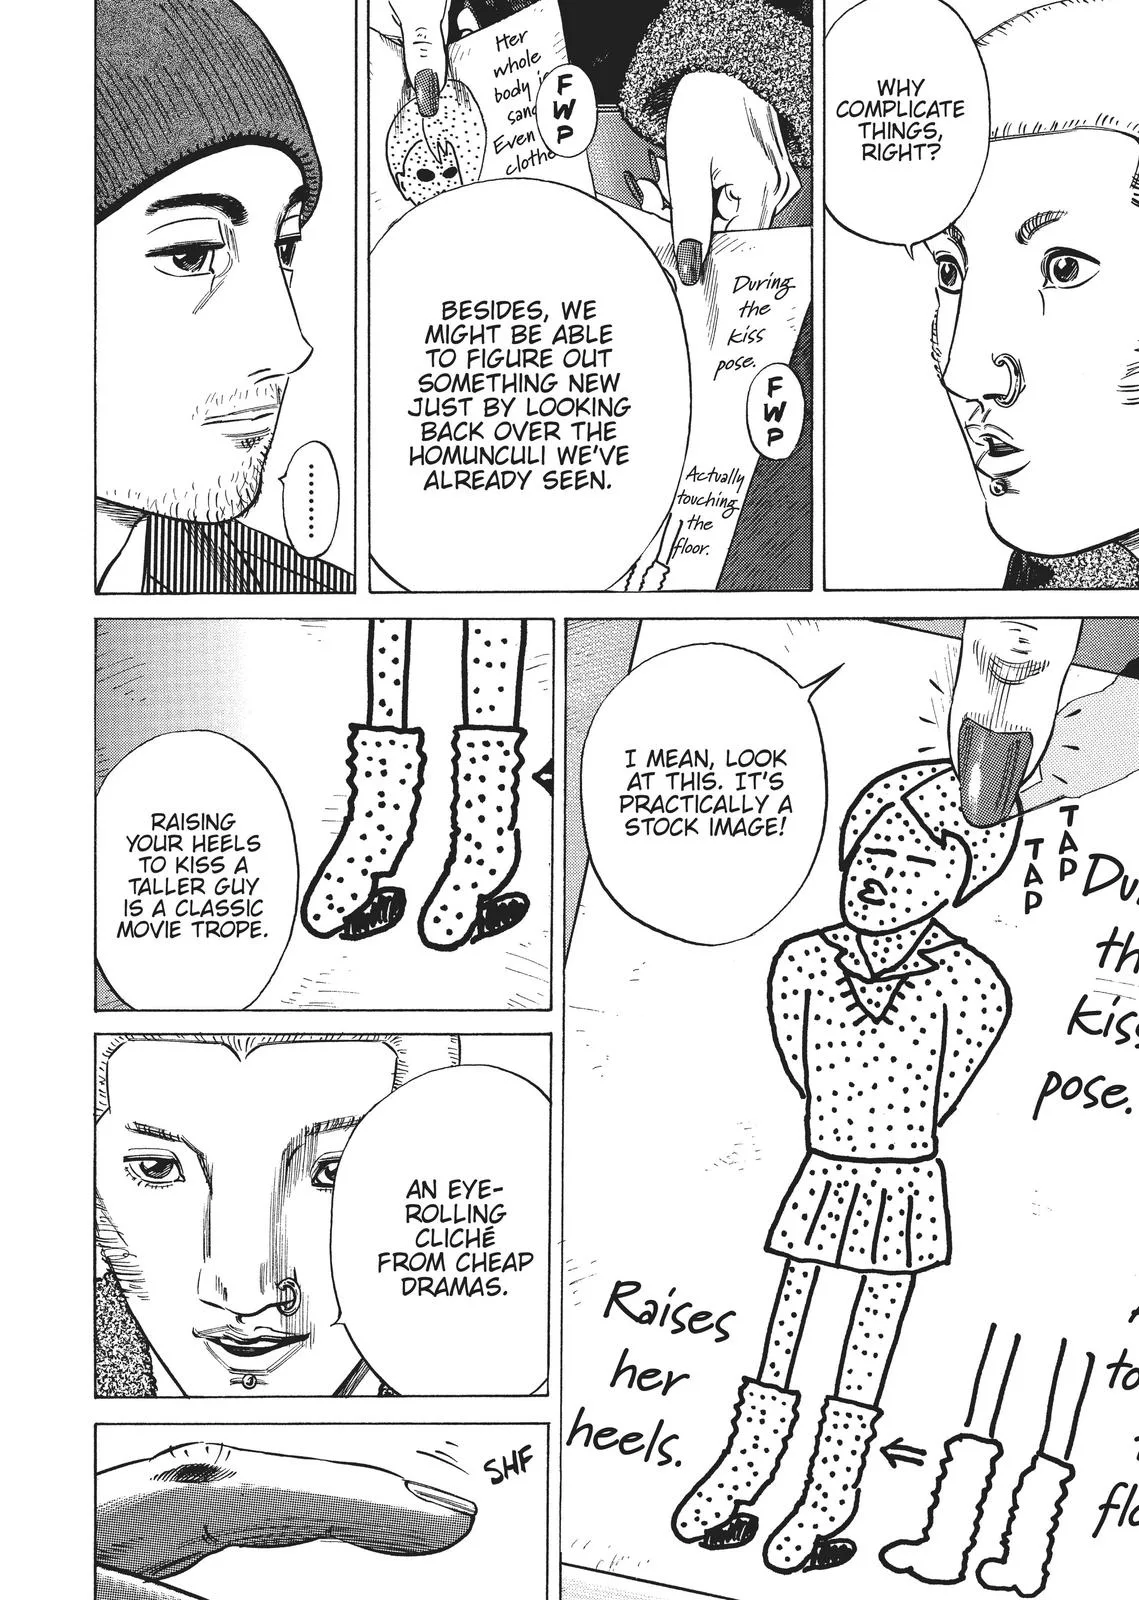 WHY
COMPLICATE
THINGS,
RIGHT?
Her
whole
body
Even
FWP
During
the
kiss
pose.
FWP
Actually
touching
the
floor.
BESIDES, WE
MIGHT BE ABLE
TO FIGURE OUT
SOMETHING NEW
JUST BY LOOKING
BACK OVER THE
HOMUNCULI WE'VE
ALREADY SEEN.
.........
I MEAN, LOOK
AT THIS. IT'S
PRACTICALLY A
STOCK IMAGE!
TAP
TAP
pose.
Raises
her
heels.
RAISING
YOUR HEELS
TO KISS A
TALLER GUY
IS A CLASSIC
MOVIE TROPE.
AN EYE-
ROLLING
CLICHÉ
FROM CHEAP
DRAMAS.
SHF